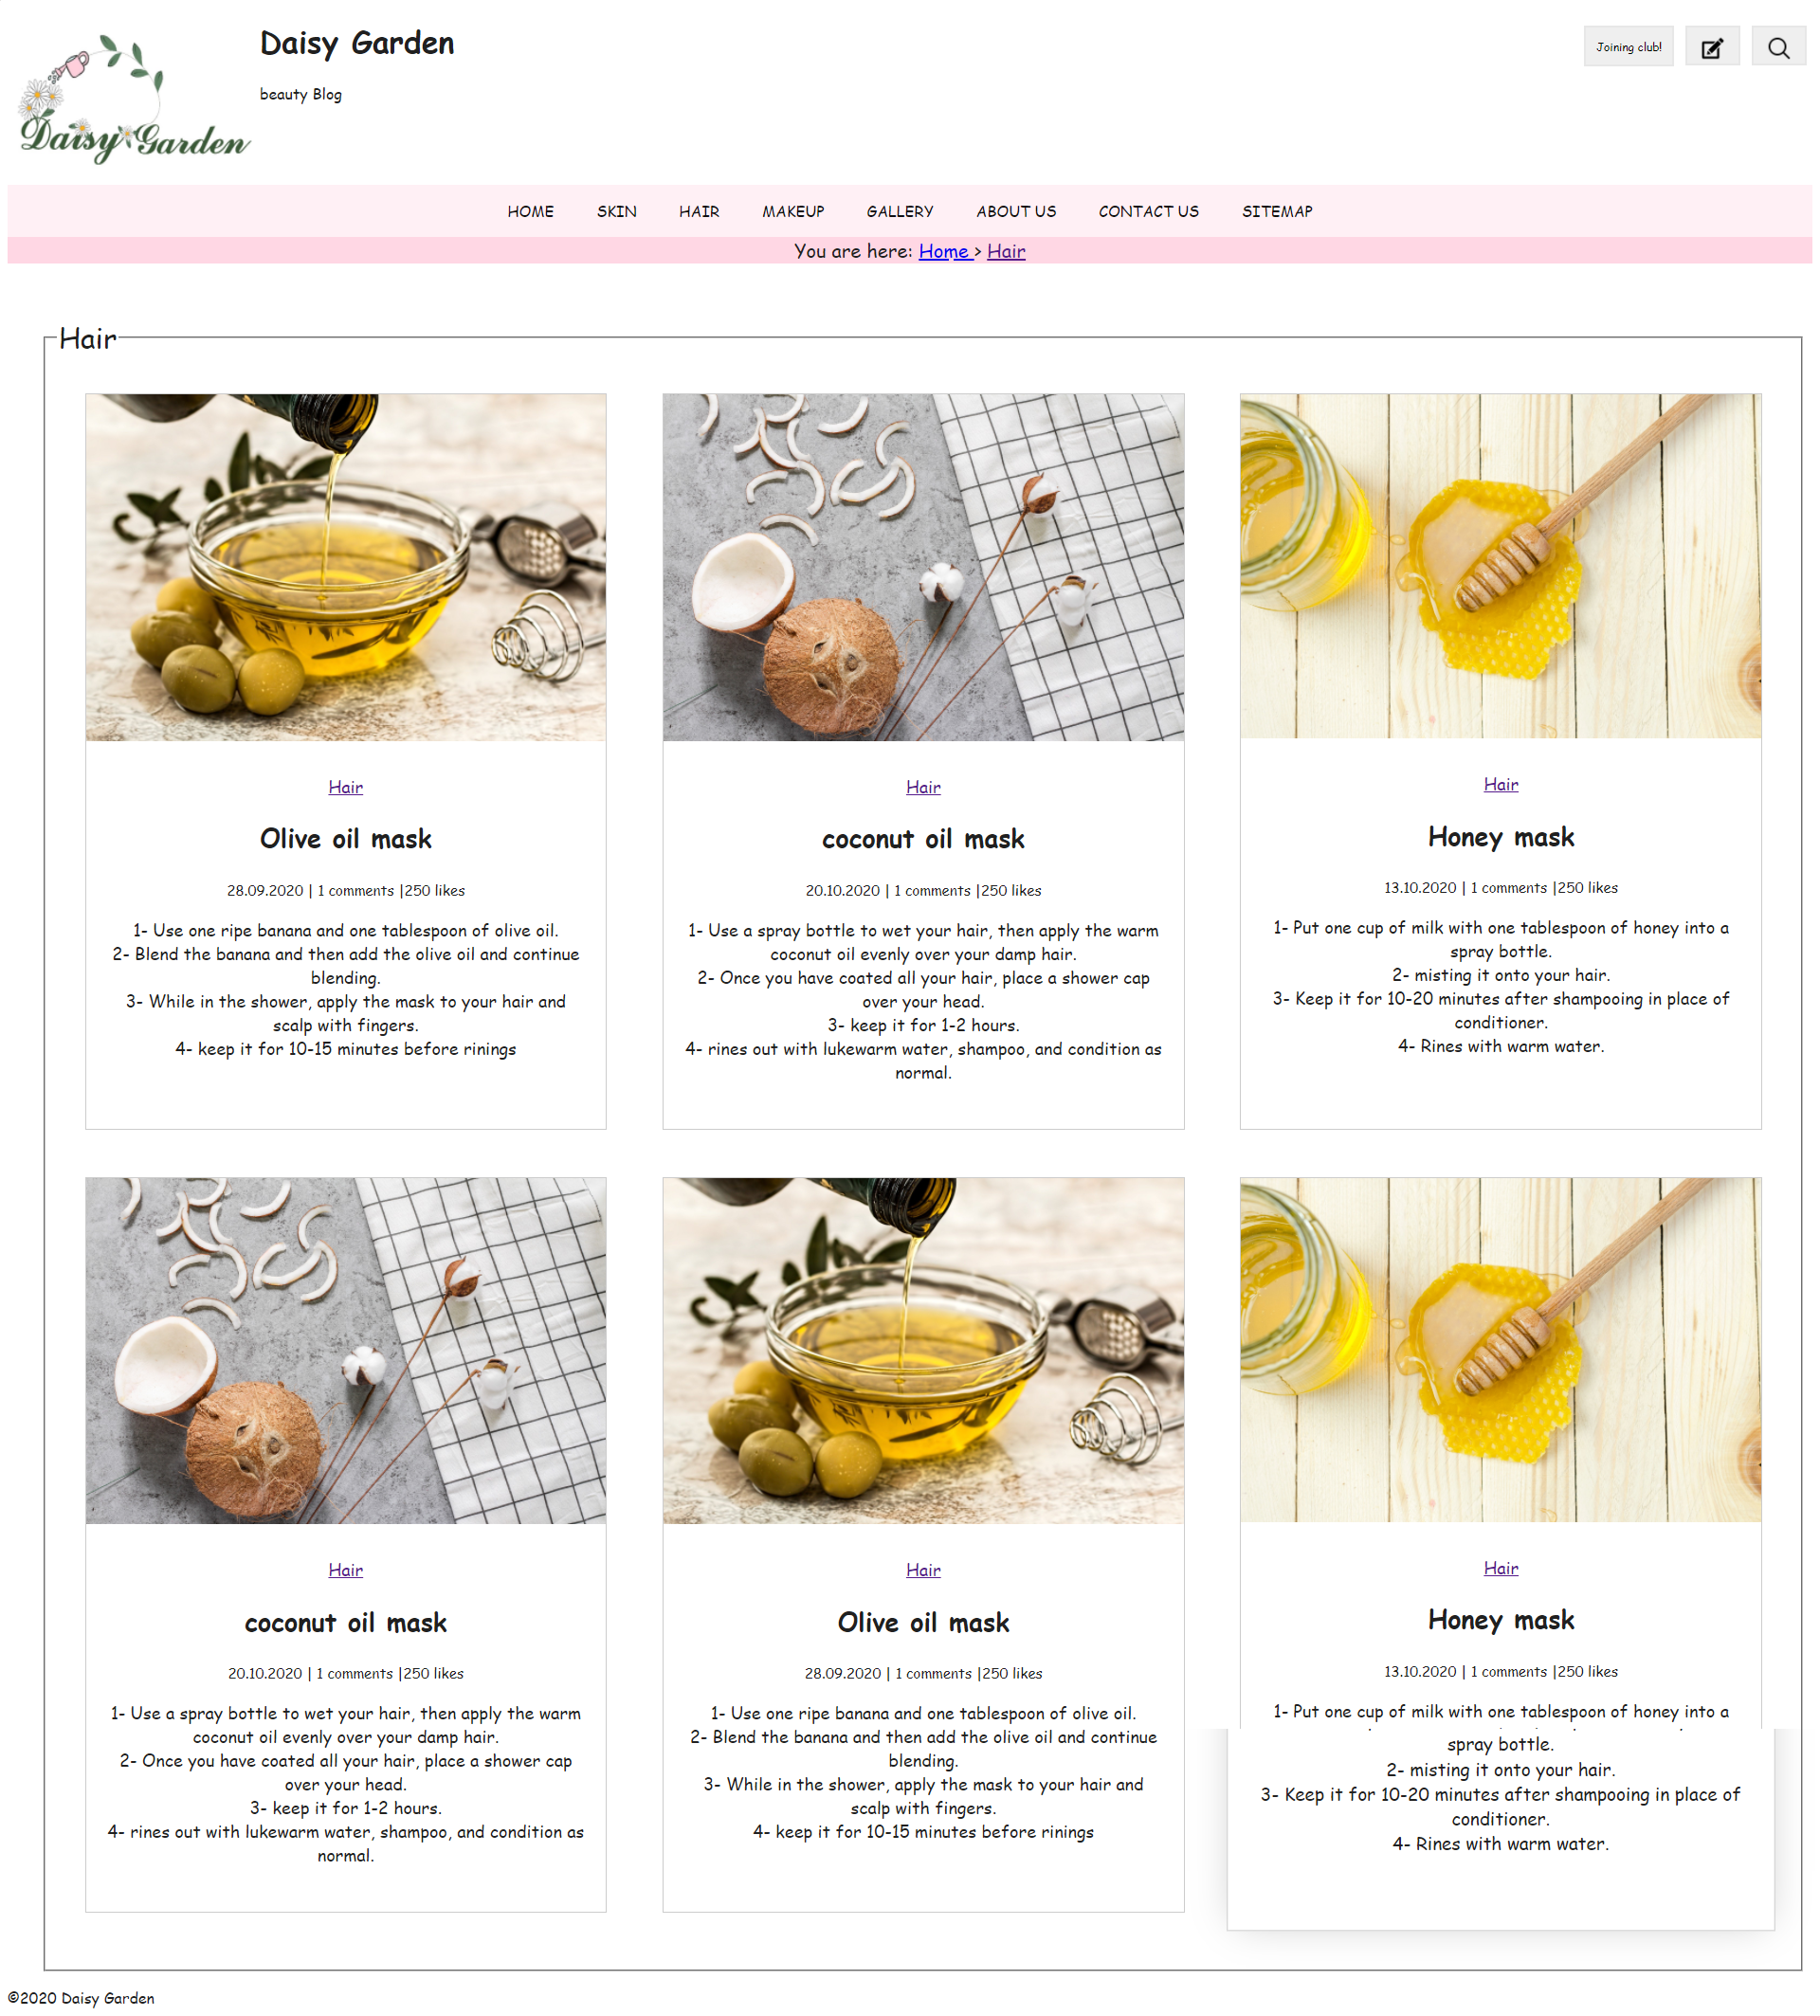 Daisy Garden
Daisy Garden
beauty Blog
Joining club!
HOME SKIN HAIR MAKEUP GALLERY ABOUT US CONTACT US SITEMAP
You are here: Home > Hair
Hair
Hair
Olive oil mask
28.09.2020 | 1 comments |250 likes
1- Use one ripe banana and one tablespoon of olive oil.
2- Blend the banana and then add the olive oil and continue
blending.
3- While in the shower, apply the mask to your hair and
scalp with fingers.
4- keep it for 10-15 minutes before rinings
Hair
coconut oil mask
20.10.2020 | 1 comments |250 likes
1- Use a spray bottle to wet your hair, then apply the warm
coconut oil evenly over your damp hair.
2- Once you have coated all your hair, place a shower cap
over your head.
3- keep it for 1-2 hours.
4- rines out with lukewarm water, shampoo, and condition as
normal.
Hair
Honey mask
13.10.2020 | 1 comments |250 likes
1- Put one cup of milk with one tablespoon of honey into a
spray bottle.
2- misting it onto your hair.
3- Keep it for 10-20 minutes after shampooing in place of
conditioner.
4- Rines with warm water.
Hair
coconut oil mask
20.10.2020 | 1 comments |250 likes
1- Use a spray bottle to wet your hair, then apply the warm
coconut oil evenly over your damp hair.
2- Once you have coated all your hair, place a shower cap
over your head.
3- keep it for 1-2 hours.
4- rines out with lukewarm water, shampoo, and condition as
normal.
Hair
Olive oil mask
28.09.2020 | 1 comments |250 likes
1- Use one ripe banana and one tablespoon of olive oil.
2- Blend the banana and then add the olive oil and continue
blending.
3- While in the shower, apply the mask to your hair and
scalp with fingers.
4- keep it for 10-15 minutes before rinings
Hair
Honey mask
13.10.2020 | 1 comments |250 likes
1- Put one cup of milk with one tablespoon of honey into a
spray bottle.
2- misting it onto your hair.
3- Keep it for 10-20 minutes after shampooing in place of
conditioner.
4- Rines with warm water.
©2020 Daisy Garden